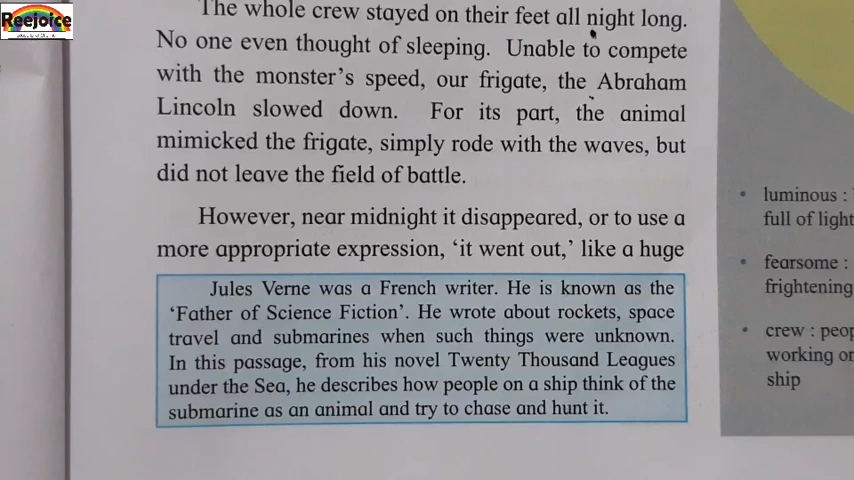 Reejoice
The whole crew stayed on their feet all night long.
No one even thought of sleeping. Unable to compete
with the monster's speed, our frigate, the Abraham
Lincoln slowed down. For its part, the animal
mimicked the frigate, simply rode with the waves, but
did not leave the field of battle.
However, near midnight it disappeared, or to use a
more appropriate expression, 'it went out,' like a huge
Jules Verne was a French writer. He is known as the
'Father of Science Fiction'. He wrote about rockets, space
travel and submarines when such things were unknown.
In this passage, from his novel Twenty Thousand Leagues
under the Sea, he describes how people on a ship think of the
submarine as an animal and try to chase and hunt it.
• luminous :
full of light
• fearsome :
frightening
• crew : peop
working on
ship